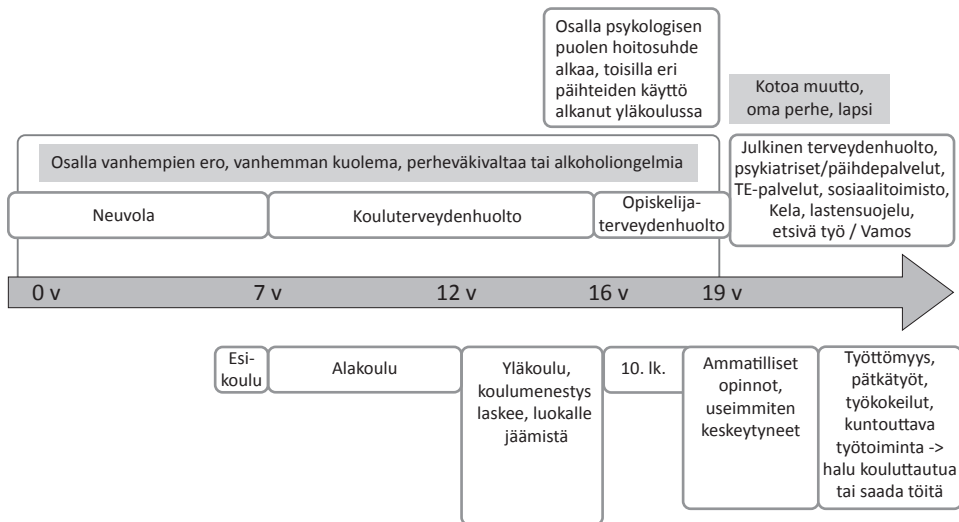 Osalla psykologisen
puolen hoitosuhde
alkaa, toisilla eri
päihteiden käyttö
alkanut yläkoulussa
Kotoa muutto,
oma perhe, lapsi
Osalla vanhempien ero, vanhemman kuolema, perheväkivaltaa tai alkoholiongelmia
Julkinen terveydenhuolto,
psykiatriset/päihdepalvelut,
TE-palvelut, sosiaalitoimisto,
Kela, lastensuojelu,
etsivä työ / Vamos
Neuvola
Kouluterveydenhuolto
Opiskelija-
terveydenhuolto
0 v
7 v
12 v
16 v
19 v
Esi-
koulu
Alakoulu
Yläkoulu,
koulumenestys
laskee, luokalle
jäämistä
10. lk.
Ammatilliset
opinnot,
useimmiten
keskeytyneet
Työttömyys,
pätkätyöt,
työkokeilut,
kuntouttava
työtoiminta ->
halu kouluttautua
tai saada töitä